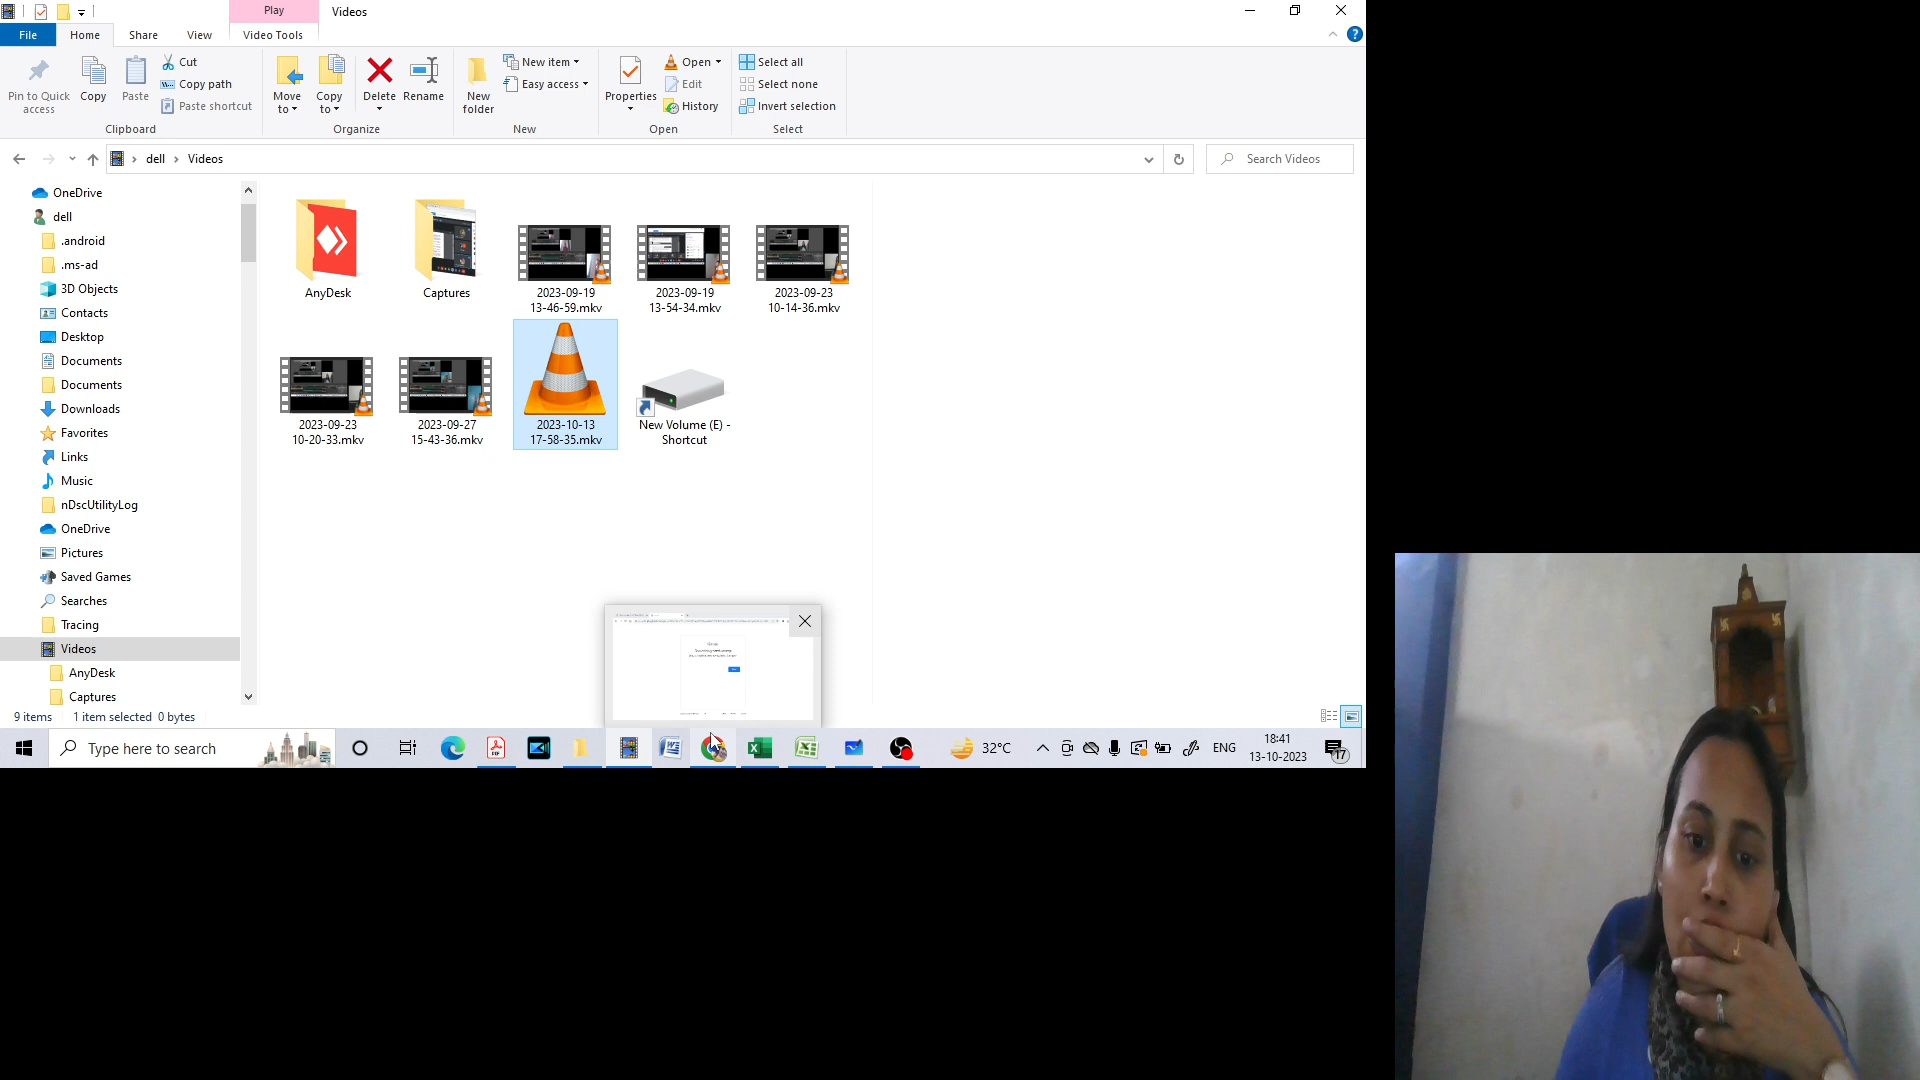 Play
Videos
File
Home
Share
View
Video Tools
Pin to Quick access
Copy
Paste
Cut
Copy path
Paste shortcut
Clipboard
Move to
Copy to
Delete
Rename
Organize
New folder
New item
Easy access
New
Properties
Open
Edit
History
Open
Select all
Select none
Invert selection
Select
dell
Videos
Search Videos
OneDrive
dell
.android
.ms-ad
3D Objects
Contacts
Desktop
Documents
Documents
Downloads
Favorites
Links
Music
nDscUtilityLog
OneDrive
Pictures
Saved Games
Searches
Tracing
Videos
AnyDesk
Captures
AnyDesk
Captures
2023-09-19
13-46-59.mkv
2023-09-19
13-54-34.mkv
2023-09-23
10-14-36.mkv
2023-09-23
10-20-33.mkv
2023-09-27
15-43-36.mkv
2023-10-13
17-58-35.mkv
New Volume (E) -
Shortcut
9 items
1 item selected 0 bytes
Type here to search
32°C
ENG
18:41
13-10-2023
17